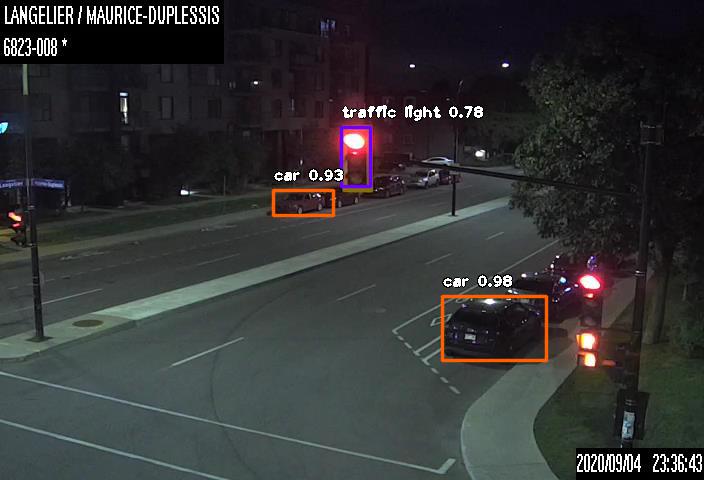 LANGELIER / MAURICE-DUPLESSIS
6823-008 *
traffic light 0.78
car 0.93
Langelier
car 0.98
2020/09/04 23:36:43